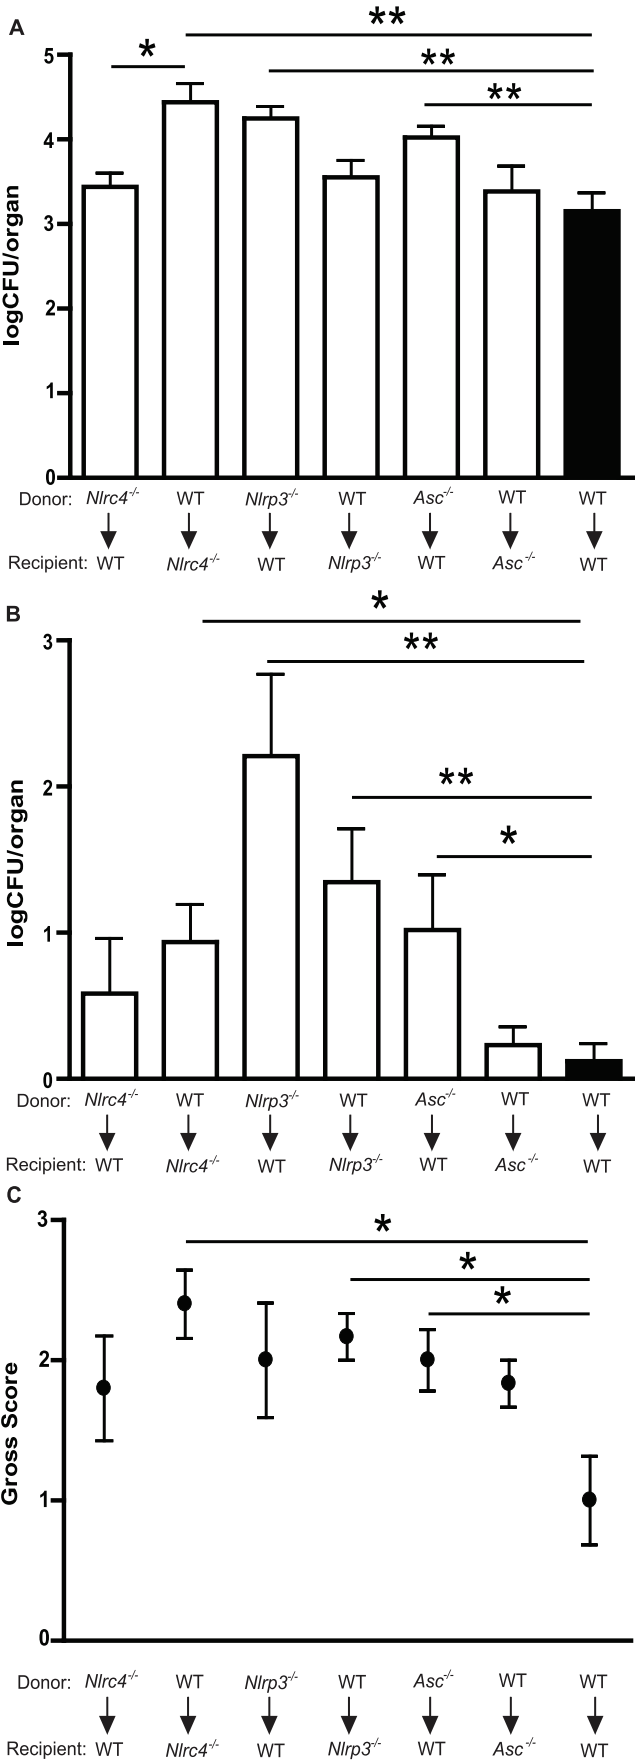 A
**
*
**
**
5
4
3
2
1
0
logCFU/organ
Donor: Nlrc4-/- WT Nlrp3-/- WT Asc-/- WT WT
Recipient: WT Nlrc4-/- WT Nlrp3-/- WT Asc-/- WT
B
*
**
**
*
3
2
1
0
logCFU/organ
Donor: Nlrc4-/- WT Nlrp3-/- WT Asc-/- WT WT
Recipient: WT Nlrc4-/- WT Nlrp3-/- WT Asc-/- WT
C
*
*
*
3
2
1
0
Gross Score
Donor: Nlrc4-/- WT Nlrp3-/- WT Asc-/- WT WT
Recipient: WT Nlrc4-/- WT Nlrp3-/- WT Asc-/- WT